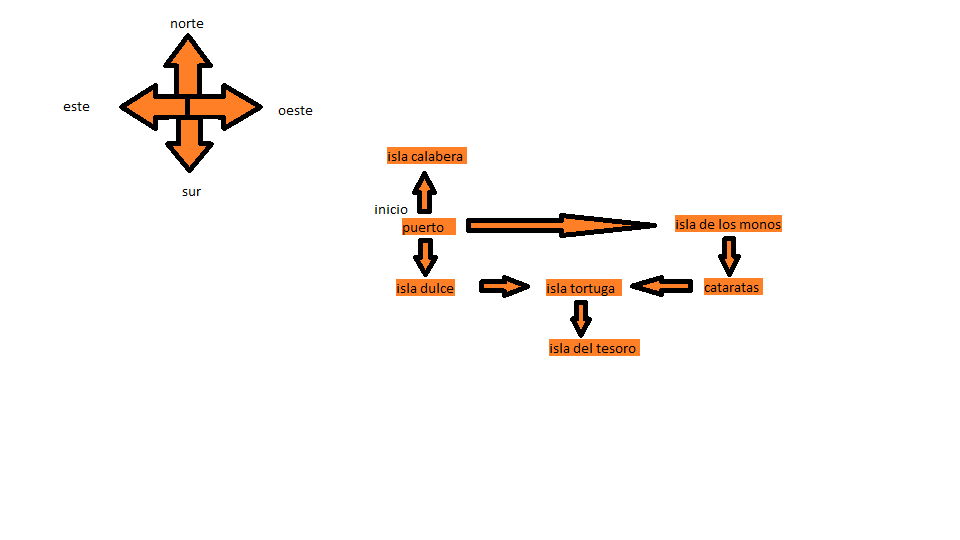 norte
este
oeste
sur
isla calabera
inicio
puerto
isla de los monos
isla dulce
isla tortuga
cataratas
isla del tesoro